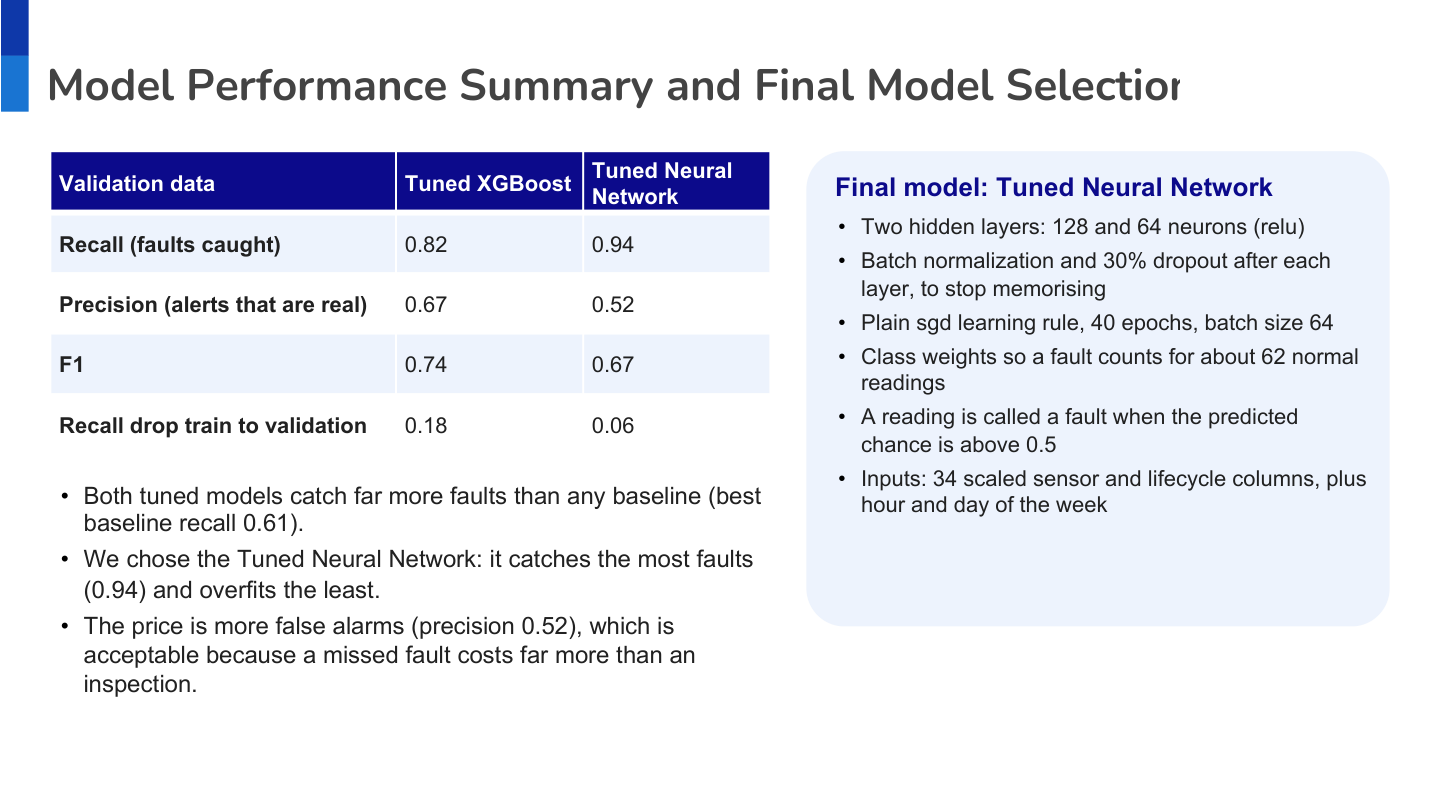 Model Performance Summary and Final Model Selection
Validation data Tuned XGBoost Tuned Neural
Network
Recall (faults caught) 0.82 0.94
Precision (alerts that are real) 0.67 0.52
F1 0.74 0.67
Recall drop train to validation 0.18 0.06
• Both tuned models catch far more faults than any baseline (best
baseline recall 0.61).
• We chose the Tuned Neural Network: it catches the most faults
(0.94) and overfits the least.
• The price is more false alarms (precision 0.52), which is
acceptable because a missed fault costs far more than an
inspection.
Final model: Tuned Neural Network
• Two hidden layers: 128 and 64 neurons (relu)
• Batch normalization and 30% dropout after each
layer, to stop memorising
• Plain sgd learning rule, 40 epochs, batch size 64
• Class weights so a fault counts for about 62 normal
readings
• A reading is called a fault when the predicted
chance is above 0.5
• Inputs: 34 scaled sensor and lifecycle columns, plus
hour and day of the week